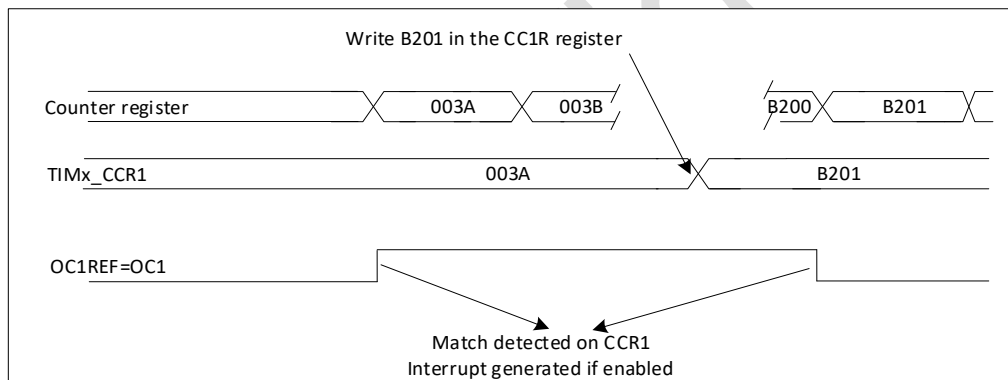 Write B201 in the CC1R register
Counter register 003A 003B B200 B201
TIMx_CCR1 003A B201
OC1REF=OC1
Match detected on CCR1
Interrupt generated if enabled